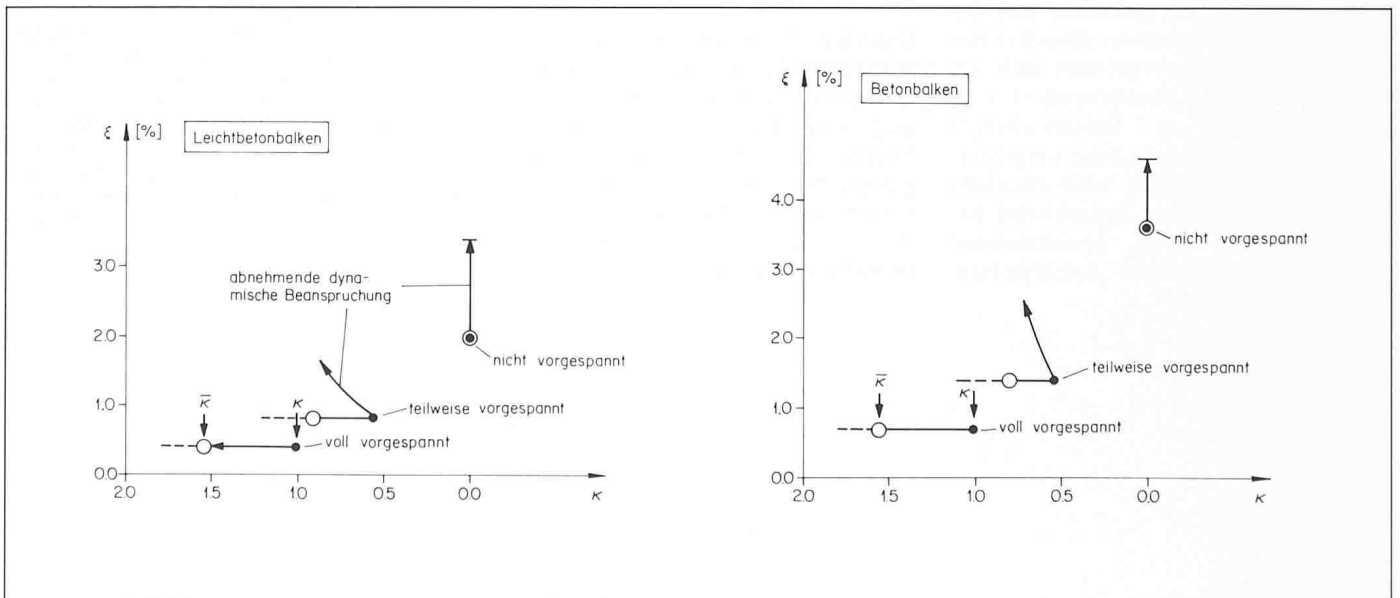 ξ [%]
Leichtbetonbalken
3.0
abnehmende dyna-
mische Beanspruchung
2.0
nicht vorgespannt
κ̅
κ
1.0
teilweise vorgespannt
voll vorgespannt
0.0
2.0 1.5 1.0 0.5 0.0 κ
ξ [%]
Betonbalken
4.0
nicht vorgespannt
3.0
2.0
teilweise vorgespannt
κ̅
κ
1.0
voll vorgespannt
0.0
2.0 1.5 1.0 0.5 0.0 κ